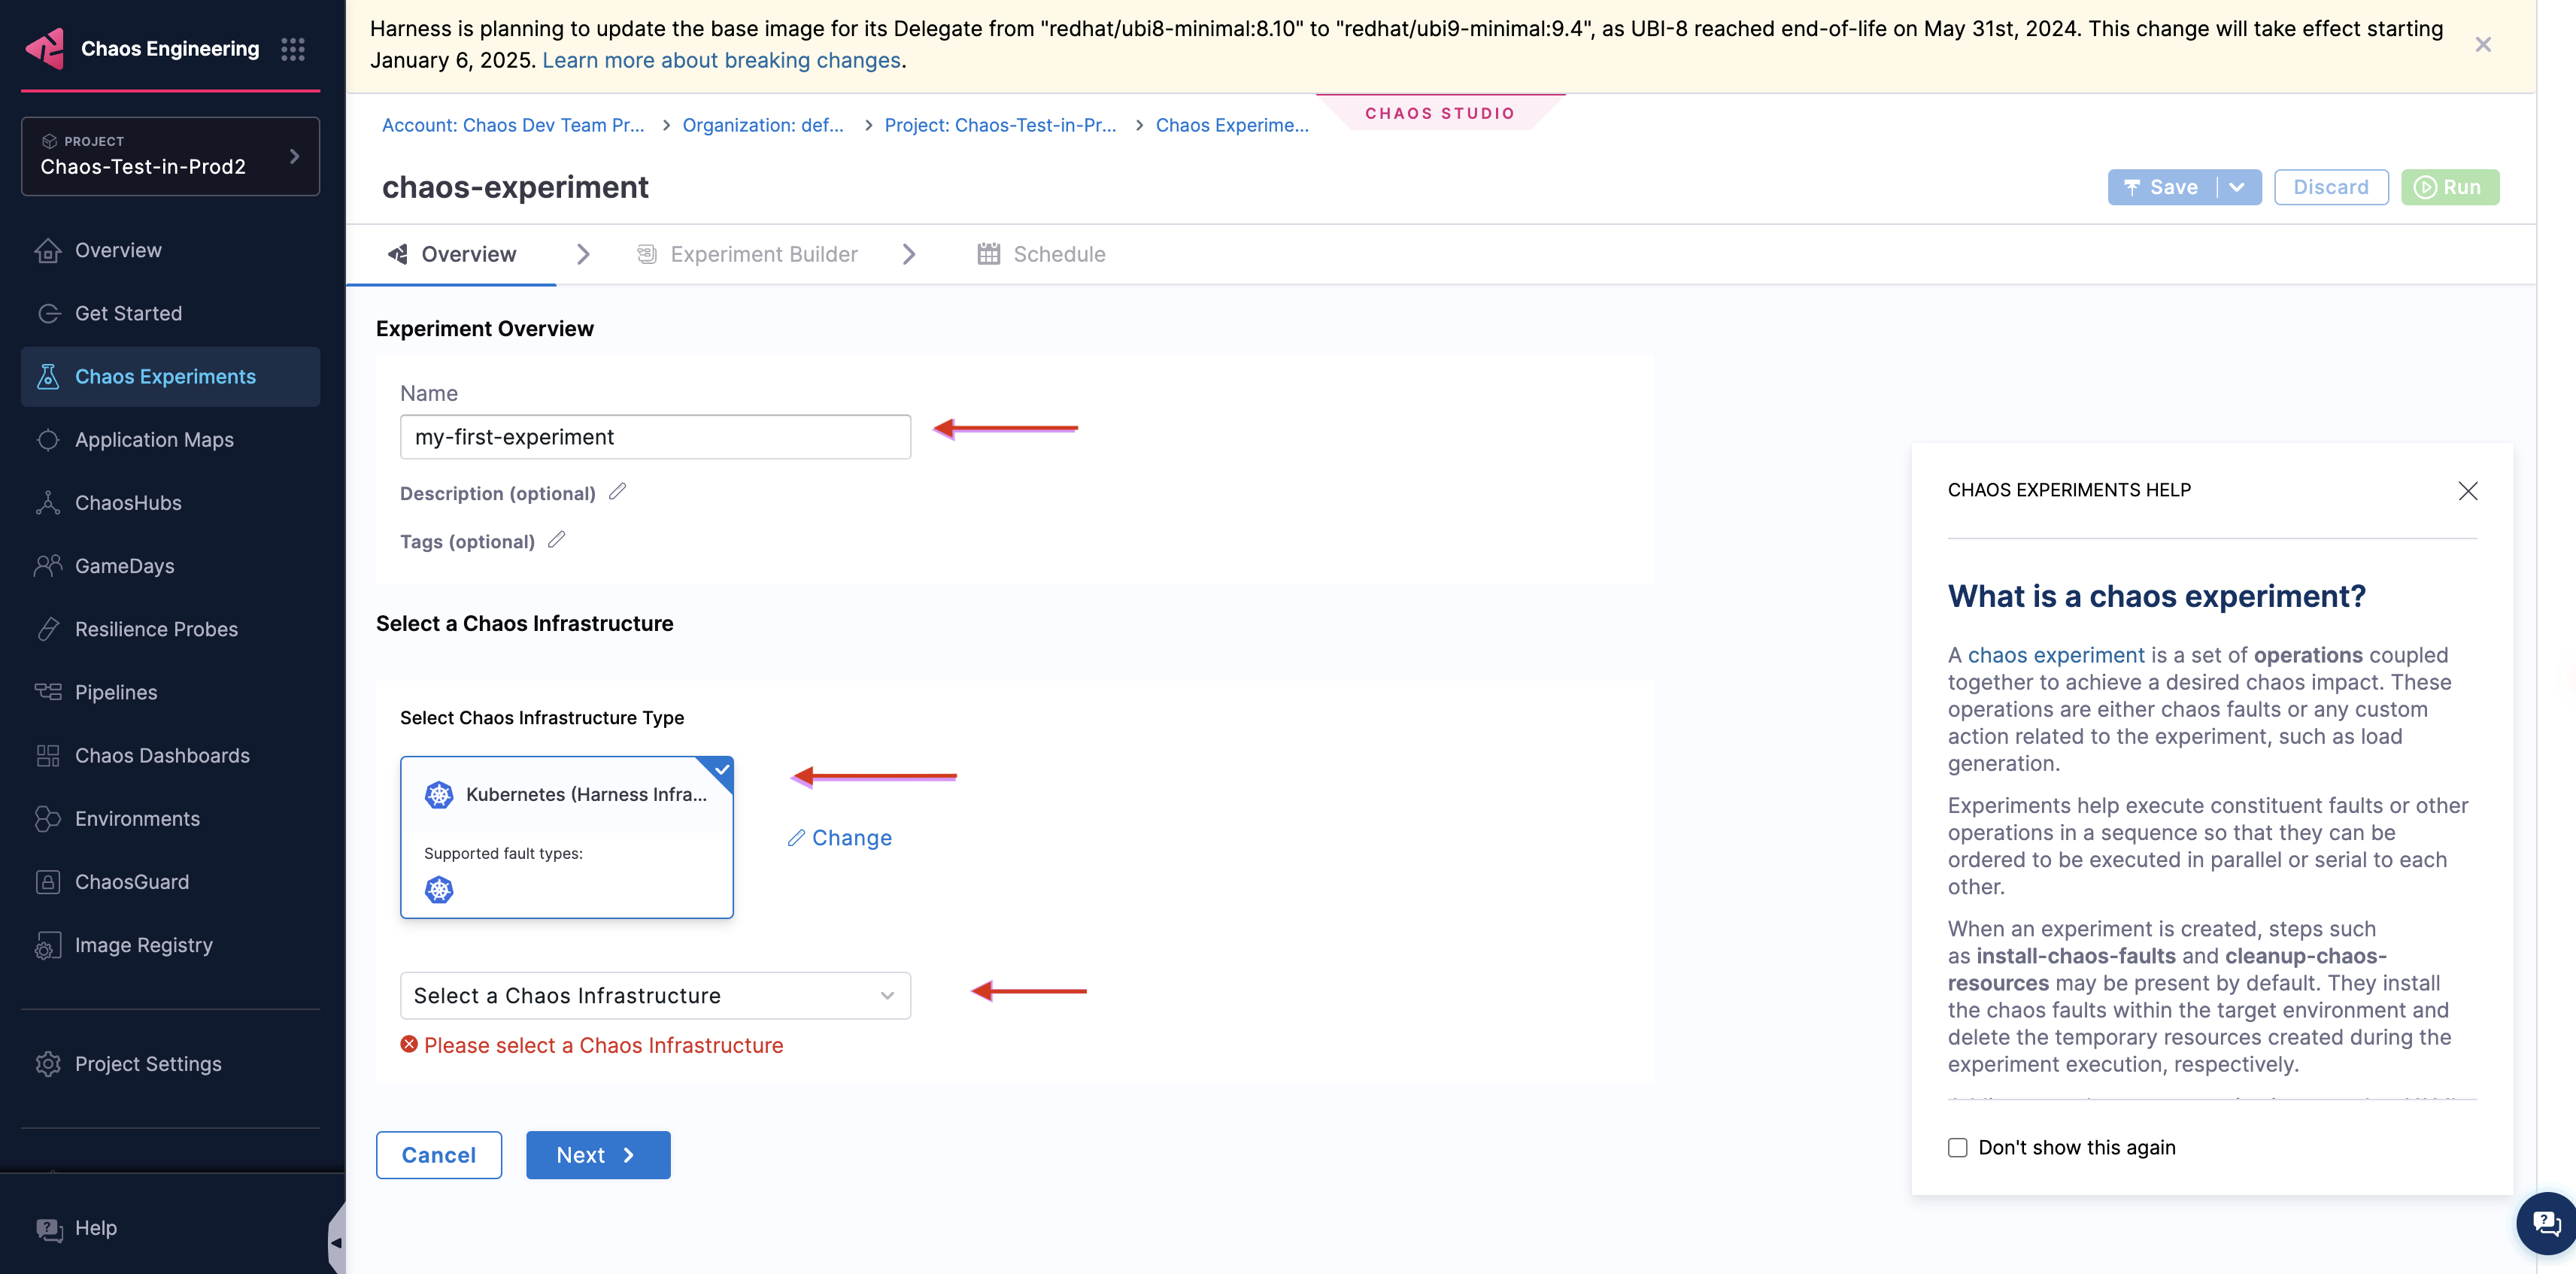 Harness is planning to update the base image for its Delegate from "redhat/ubi8-minimal:8.10" to "redhat/ubi9-minimal:9.4", as UBI-8 reached end-of-life on May 31st, 2024. This change will take effect starting
January 6, 2025. Learn more about breaking changes.
Chaos Engineering
PROJECT
Chaos-Test-in-Prod2
Overview
Get Started
Chaos Experiments
Application Maps
ChaosHubs
GameDays
Resilience Probes
Pipelines
Chaos Dashboards
Environments
ChaosGuard
Image Registry
Project Settings
Help
Account: Chaos Dev Team Pr... > Organization: def... > Project: Chaos-Test-in-Pr... > Chaos Experime...
CHAOS STUDIO
chaos-experiment
Save
Discard
Run
Overview
Experiment Builder
Schedule
Experiment Overview
Name
my-first-experiment
Description (optional)
Tags (optional)
Select a Chaos Infrastructure
Select Chaos Infrastructure Type
Kubernetes (Harness Infra...
Supported fault types:
Change
Select a Chaos Infrastructure
Please select a Chaos Infrastructure
Cancel
Next
CHAOS EXPERIMENTS HELP
What is a chaos experiment?
A chaos experiment is a set of operations coupled
together to achieve a desired chaos impact. These
operations are either chaos faults or any custom
action related to the experiment, such as load
generation.
Experiments help execute constituent faults or other
operations in a sequence so that they can be
ordered to be executed in parallel or serial to each
other.
When an experiment is created, steps such
as install-chaos-faults and cleanup-chaos-
resources may be present by default. They install
the chaos faults within the target environment and
delete the temporary resources created during the
experiment execution, respectively.
Don't show this again